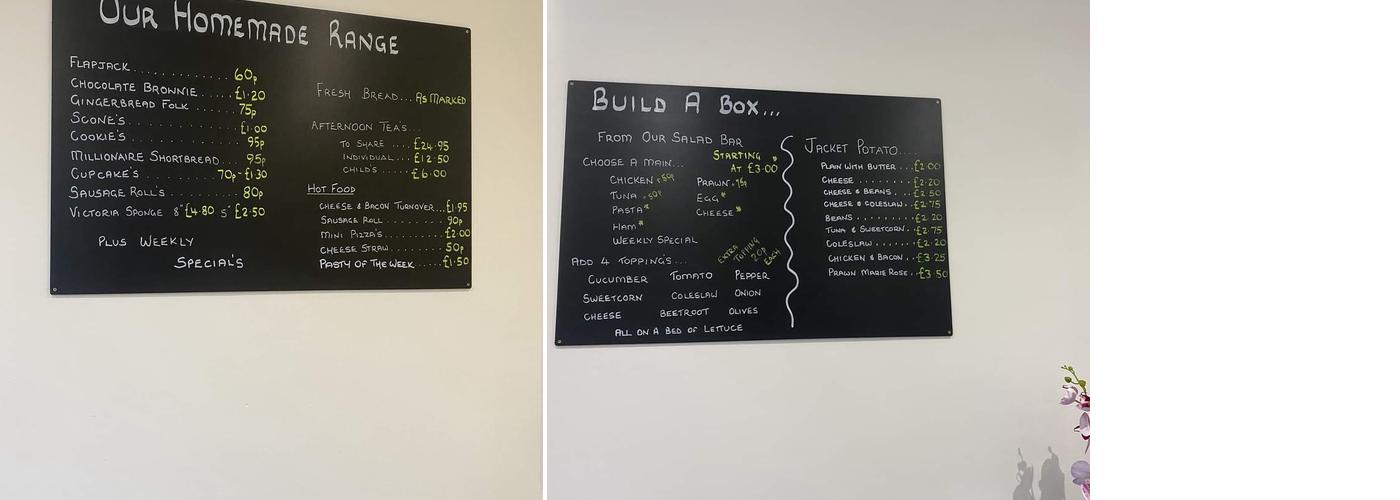 OUR HOMEMADE RANGE
FLAPJACK............ 60p
CHOCOLATE BROWNIE..... £1·20
GINGERBREAD FOLK...... 75p
SCONE'S............ £1·00
COOKIE'S............ 95p
MILLIONAIRE SHORTBREAD... 95p
CUPCAKE'S........ 70p-£1·30
SAUSAGE ROLL'S....... 80p
VICTORIA SPONGE 8" £4·80 5" £2·50
PLUS WEEKLY
SPECIAL'S
FRESH BREAD... AS MARKED
AFTERNOON TEA'S...
TO SHARE.... £24·95
INDIVIDUAL.... £12·50
CHILD'S..... £6·00
HOT FOOD
CHEESE & BACON TURNOVER... £1·95
SAUSAGE ROLL........ 90p
MINI PIZZA'S........ £2·00
CHEESE STRAW........ 50p
PASTY OF THE WEEK..... £1·50
BUILD A BOX...
FROM OUR SALAD BAR
STARTING *
AT £3·00
CHOOSE A MAIN...
CHICKEN +50p
PRAWN
TUNA +50p
EGG *
PASTA *
CHEESE *
HAM *
WEEKLY SPECIAL
EXTRA TOPPING 20p EACH
ADD 4 TOPPING'S...
CUCUMBER TOMATO PEPPER
SWEETCORN COLESLAW ONION
CHEESE BEETROOT OLIVES
ALL ON A BED OF LETTUCE
JACKET POTATO....
PLAIN WITH BUTTER... £2·00
CHEESE............ £2·20
CHEESE & BEANS.... £2·50
CHEESE & COLESLAW... £2·75
BEANS......... £2·20
TUNA & SWEETCORN.. £2·75
COLESLAW....... £2·20
CHICKEN & BACON.. £3·25
PRAWN MARIE ROSE.. £3·50